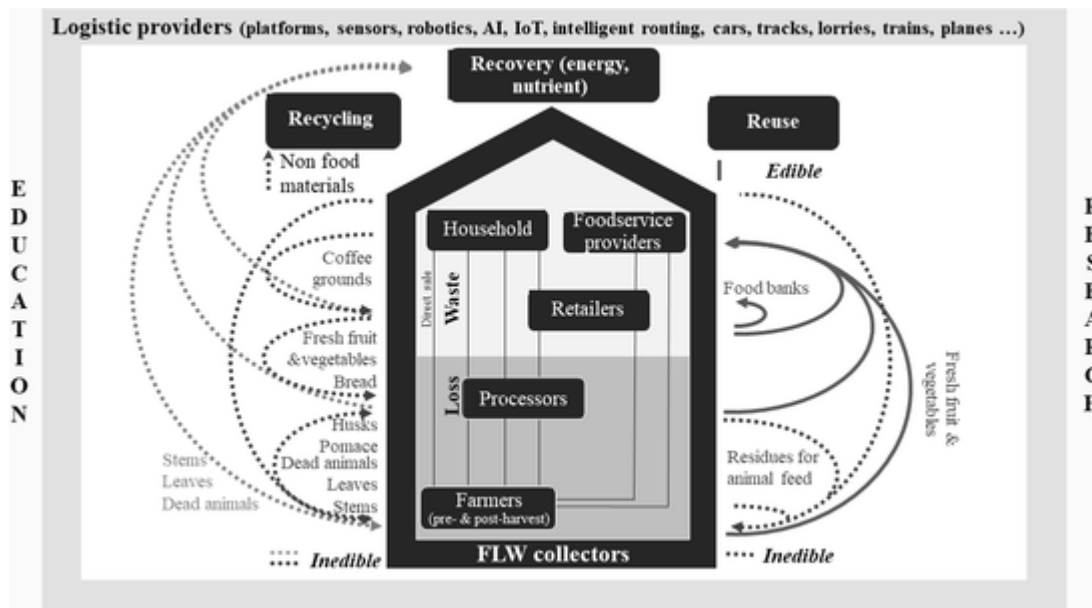 Logistic providers (platforms, sensors, robotics, AI, IoT, intelligent routing, cars, tracks, lorries, trains, planes ...)
Recovery (energy,
nutrient)
Recycling
Reuse
Non food
materials
Edible
E
D
U
C
A
T
I
O
N
Household
Foodservice
providers
Coffee
grounds
Direct sale
Waste
Food banks
Retailers
Fresh fruit
&vegetables
Bread
Loss
Processors
Fresh fruit &
vegetables
Husks
Pomace
Dead animals
Leaves
Stems
Stems
Leaves
Dead animals
Residues for
animal feed
Farmers
(pre- & post-harvest)
Inedible
FLW collectors
Inedible